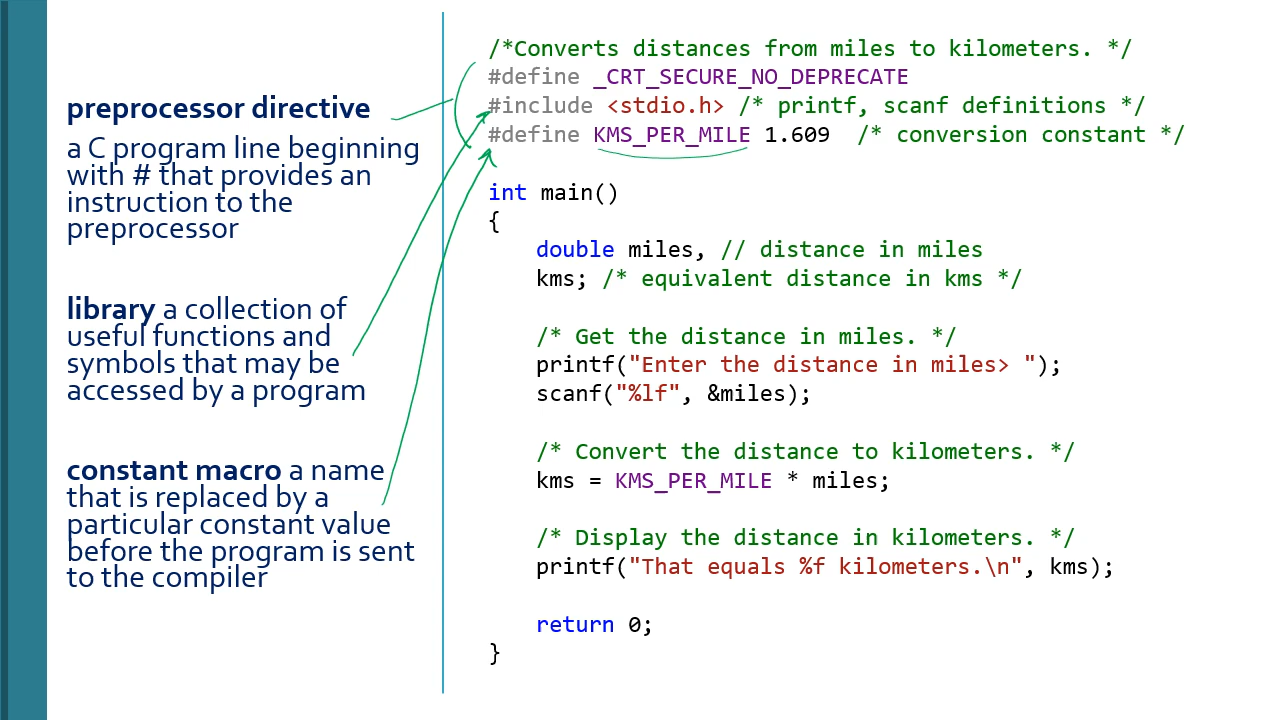 preprocessor directive
a C program line beginning
with # that provides an
instruction to the
preprocessor
library a collection of
useful functions and
symbols that may be
accessed by a program
constant macro a name
that is replaced by a
particular constant value
before the program is sent
to the compiler
/*Converts distances from miles to kilometers. */
#define _CRT_SECURE_NO_DEPRECATE
#include <stdio.h> /* printf, scanf definitions */
#define KMS_PER_MILE 1.609  /* conversion constant */
int main()
{
double miles, // distance in miles
kms; /* equivalent distance in kms */
/* Get the distance in miles. */
printf("Enter the distance in miles> ");
scanf("%lf", &miles);
/* Convert the distance to kilometers. */
kms = KMS_PER_MILE * miles;
/* Display the distance in kilometers. */
printf("That equals %f kilometers.\n", kms);
return 0;
}